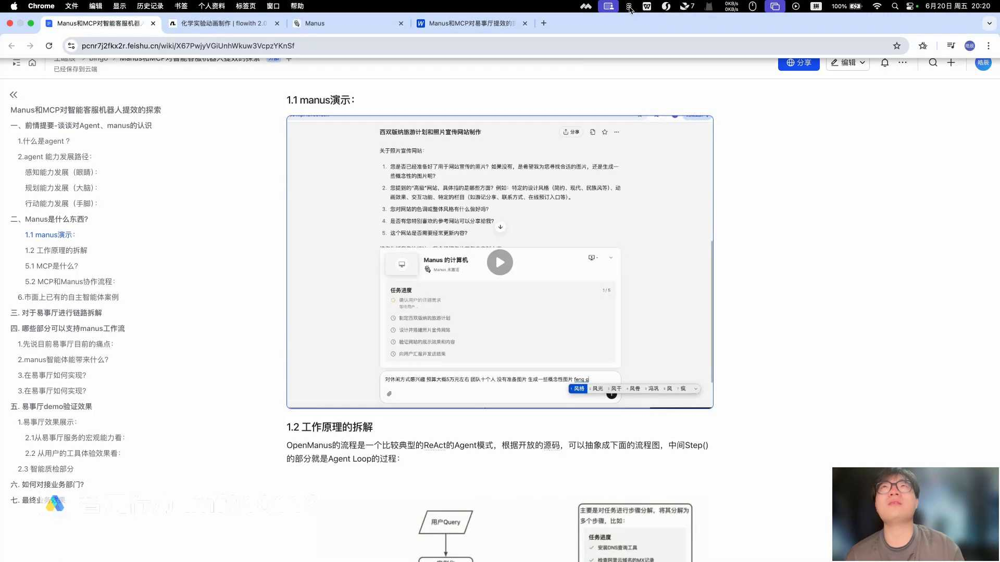 Chrome 文件 编辑 显示 历史记录 书签 个人资料 标签页 窗口 帮助 7 0KB/s 0KB/s 拼 100% 6月20日 周五 20:20
Manus和MCP对智能客服机器人 化学实验动画制作 | flowith 2.0 Manus Manus和MCP对易事厅提效的
pcnr7j2fkx2r.feishu.cn/wiki/X67PwjyVGiUnhWkuw3VcpzYKnSf 皓辰
bingo Manus和MCP对智能客服机器人提效的探索
已经保存到云端
分享 编辑 皓辰
Manus和MCP对智能客服机器人提效的探索
一、前情提要-谈谈对Agent、manus的认识
1.什么是agent？
2.agent 能力发展路径：
感知能力发展（眼睛）：
规划能力发展（大脑）：
行动能力发展（手脚）：
二、Manus是什么东西?
1.1 manus演示：
1.2 工作原理的拆解
5.1 MCP是什么?
5.2 MCP和Manus协作流程：
6.市面上已有的自主智能体案例
三. 对于易事厅进行链路拆解
四. 哪些部分可以支持manus工作流
1.先说目前易事厅目前的痛点：
2.manus智能体能带来什么?
3.在易事厅如何实现?
3.在易事厅如何实现?
五. 易事厅demo验证效果
1.易事厅效果展示：
2.1从易事厅服务的宏观能力看：
2.2 从用户的工具体验效果看：
2.3 智能质检部分
六. 如何对接业务部门?
七. 最终业务效果
1.1 manus演示：
西双版纳旅游计划和照片宣传网站制作
分享
关于照片宣传网站：
1. 您是否已经准备好了用于网站宣传的照片？如果没有，是希望我为您寻找合适的图片，还是生成一
些概念性的图片呢？
2. 您提到的“高级”网站，具体指的是哪些方面？例如：特定的设计风格（简约、现代、民族风等）、动
画效果、交互功能、特定的栏目（如游记分享、联系方式、在线预订入口等）。
3. 您对网站的色调或整体风格有什么偏好吗？
4. 是否有您特别喜欢的参考网站可以分享给我？
5. 这个网站是否需要经常更新内容？
Manus 的计算机
Manus 未激活
任务进度 1 / 5
确认用户的详细需求
等待用户...
制定西双版纳的旅游计划
设计并搭建照片宣传网站
验证网站的展示效果和内容
向用户汇报并发送结果
对休闲方式感兴趣 预算大概5万元左右 团队十个人 没有准备图片 生成一些概念性图片 feng g
1 风格 2 风光 3 风干 4 风骨 5 冯巩 6 风 7 疯
1.2 工作原理的拆解
OpenManus的流程是一个比较典型的ReAct的Agent模式，根据开放的源码，可以抽象成下面的流程图，中间Step()
的部分就是Agent Loop的过程：
用户Query
主要是对任务进行步骤分解，将其分解为
多个步骤，比如：
任务进度
安装DNS查询工具
检查阿里云域名的MX记录